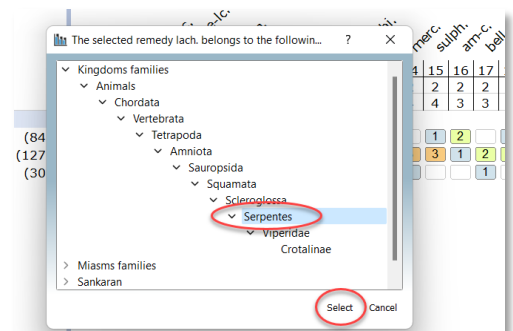 The selected remedy lach. belongs to the followin... ? ×
Kingdoms families
Animals
Chordata
Vertebrata
Tetrapoda
Amniota
Sauropsida
Squamata
Scleroglossa
Serpentes
Viperidae
Crotalinae
Miasms families
Sankaran
Select Cancel
merc. sulph. am-c. bell
4 15 16 17
2 2 2
4 3 3
(84 1 2
(127 3 1 2
(30 1